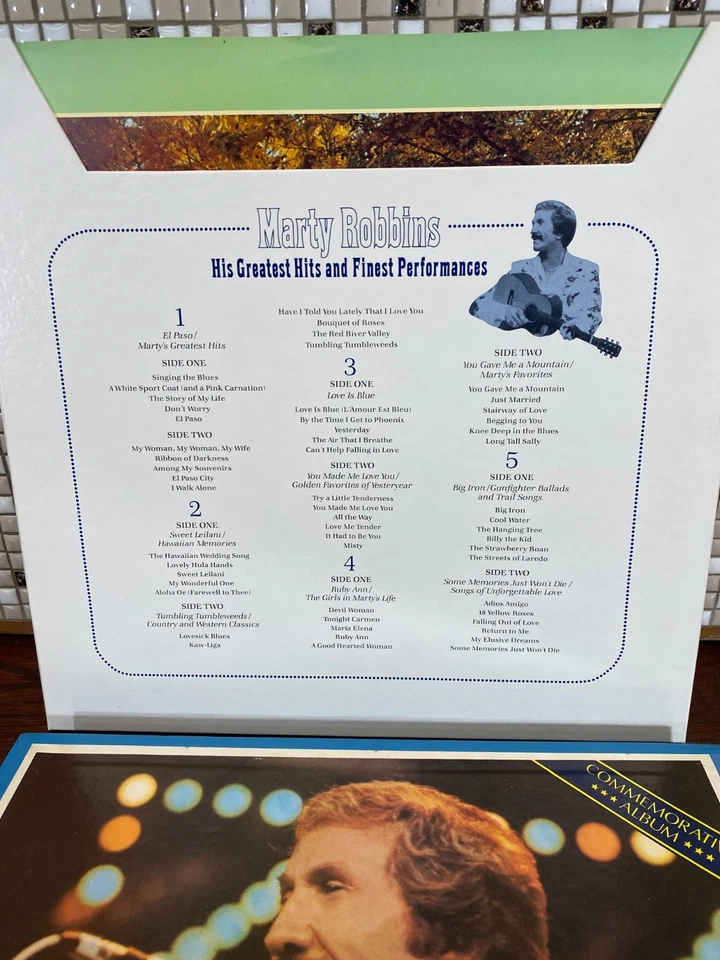 Marty Robbins
His Greatest Hits and Finest Performances
1
El Paso/
Marty's Greatest Hits
SIDE ONE
Singing the Blues
A White Sport Coat (and a Pink Carnation)
The Story of My Life
Don't Worry
El Paso
SIDE TWO
My Woman, My Woman, My Wife
Ribbon of Darkness
Among My Souvenirs
El Paso City
I Walk Alone
2
SIDE ONE
Sweet Leilani/
Hawaiian Memories
The Hawaiian Wedding Song
Lovely Hula Hands
Sweet Leilani
My Wonderful One
Aloha Oe (Farewell to Thee)
SIDE TWO
Tumbling Tumbleweeds/
Country and Western Classics
Lovesick Blues
Kaw-Liga
Have I Told You Lately That I Love You
Bouquet of Roses
The Red River Valley
Tumbling Tumbleweeds
3
SIDE ONE
Love Is Blue
Love Is Blue (L'Amour Est Bleu)
By the Time I Get to Phoenix
Yesterday
The Air That I Breathe
Can't Help Falling in Love
SIDE TWO
You Made Me Love You/
Golden Favorites of Yesteryear
Try a Little Tenderness
You Made Me Love You
All the Way
Love Me Tender
It Had to Be You
Misty
4
SIDE ONE
Ruby Ann/
The Girls in Marty's Life
Devil Woman
Tonight Carmen
Maria Elena
Ruby Ann
A Good Hearted Woman
SIDE TWO
You Gave Me a Mountain/
Marty's Favorites
You Gave Me a Mountain
Just Married
Stairway of Love
Begging to You
Knee Deep in the Blues
Long Tall Sally
5
SIDE ONE
Big Iron/Gunfighter Ballads
and Trail Songs
Big Iron
Cool Water
The Hanging Tree
Billy the Kid
The Strawberry Roan
The Streets of Laredo
SIDE TWO
Some Memories Just Won't Die/
Songs of Unforgettable Love
Adios Amigo
18 Yellow Roses
Falling Out of Love
Return to Me
My Elusive Dreams
Some Memories Just Won't Die
COMMEMORATIV
★★★ ALBUM ★★★